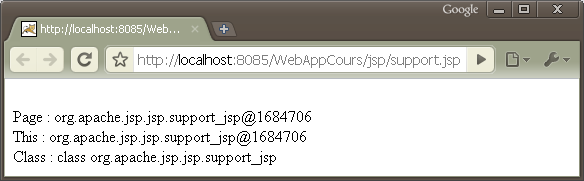 Google
http://localhost:8085/Web...
http://localhost:8085/WebAppCours/jsp/support.jsp
Page : org.apache.jsp.jsp.support_jsp@1684706
This : org.apache.jsp.jsp.support_jsp@1684706
Class : class org.apache.jsp.jsp.support_jsp